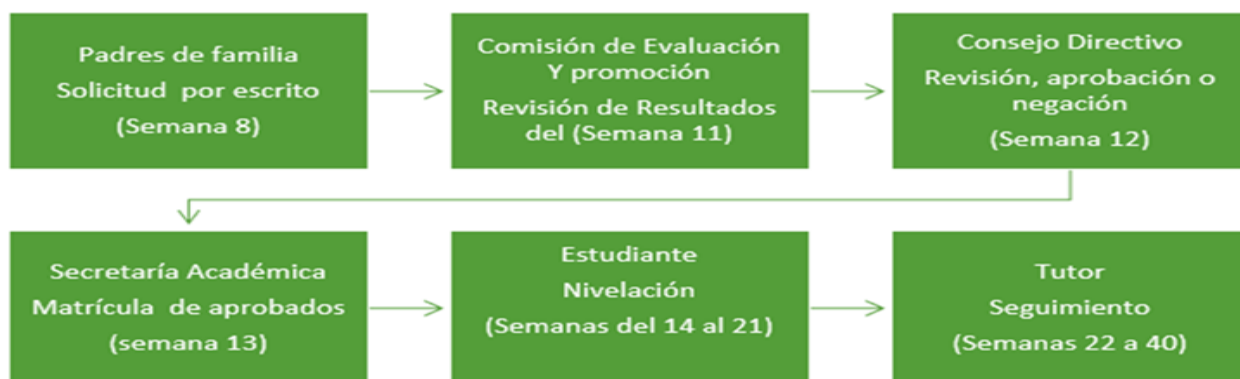 Padres de familia
Solicitud por escrito
(Semana 8)
Comisión de Evaluación
Y promoción
Revisión de Resultados
del (Semana 11)
Consejo Directivo
Revisión, aprobación o
negación
(Semana 12)
Secretaría Académica
Matrícula de aprobados
(semana 13)
Estudiante
Nivelación
(Semanas del 14 al 21)
Tutor
Seguimiento
(Semanas 22 a 40)